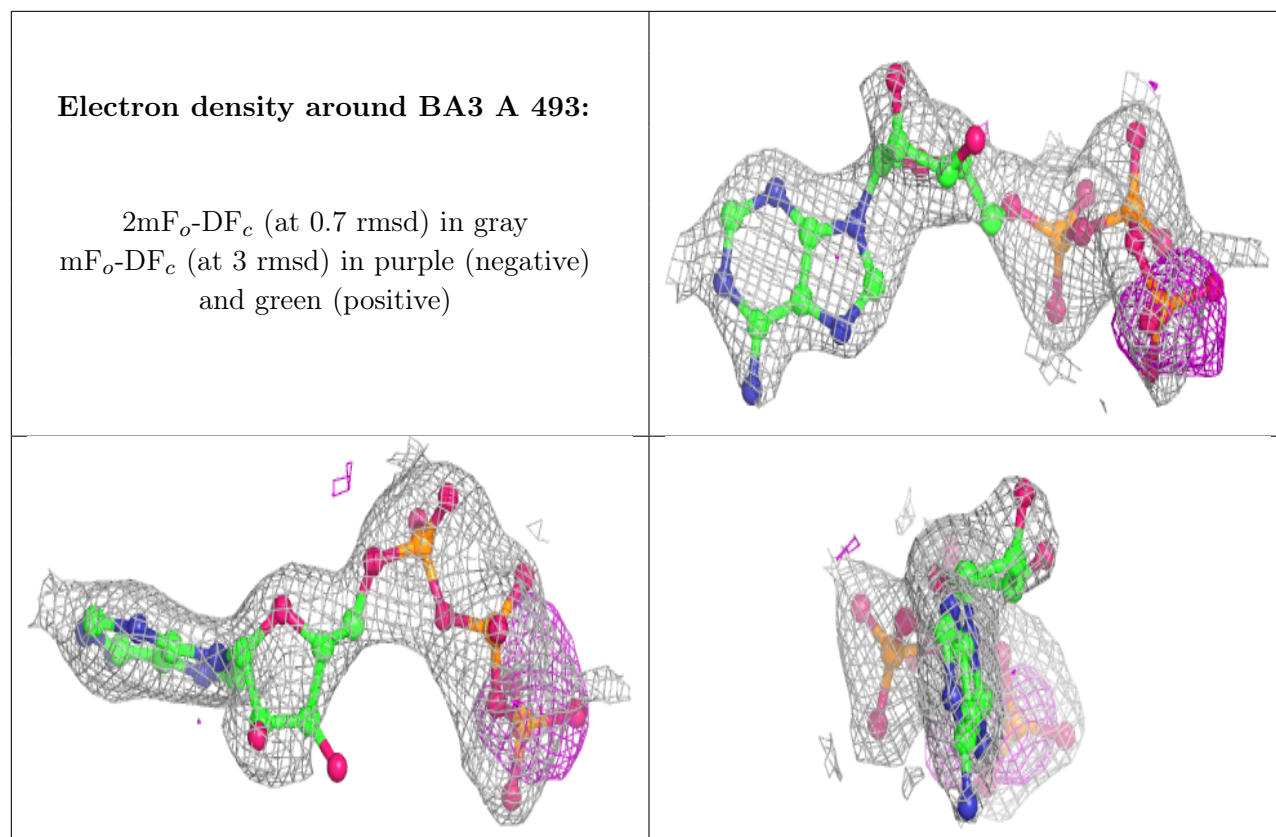 Electron density around BA3 A 493:
2mFo-DFc (at 0.7 rmsd) in gray
mFo-DFc (at 3 rmsd) in purple (negative)
and green (positive)